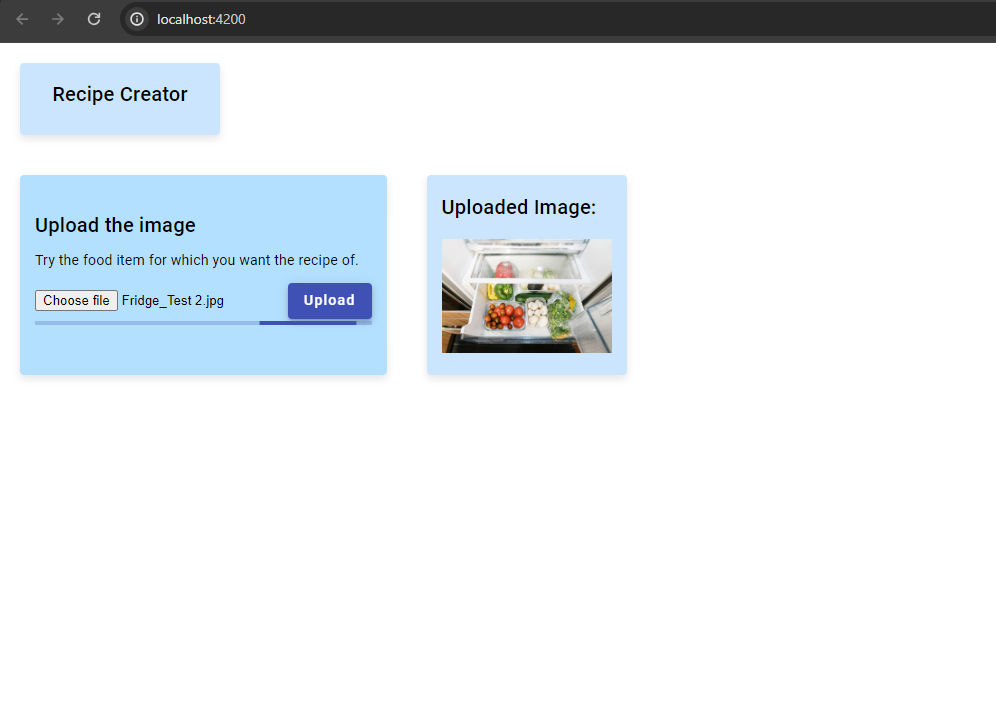 localhost:4200
Recipe Creator
Upload the image
Try the food item for which you want the recipe of.
Choose file Fridge_Test 2.jpg
Upload
Uploaded Image: